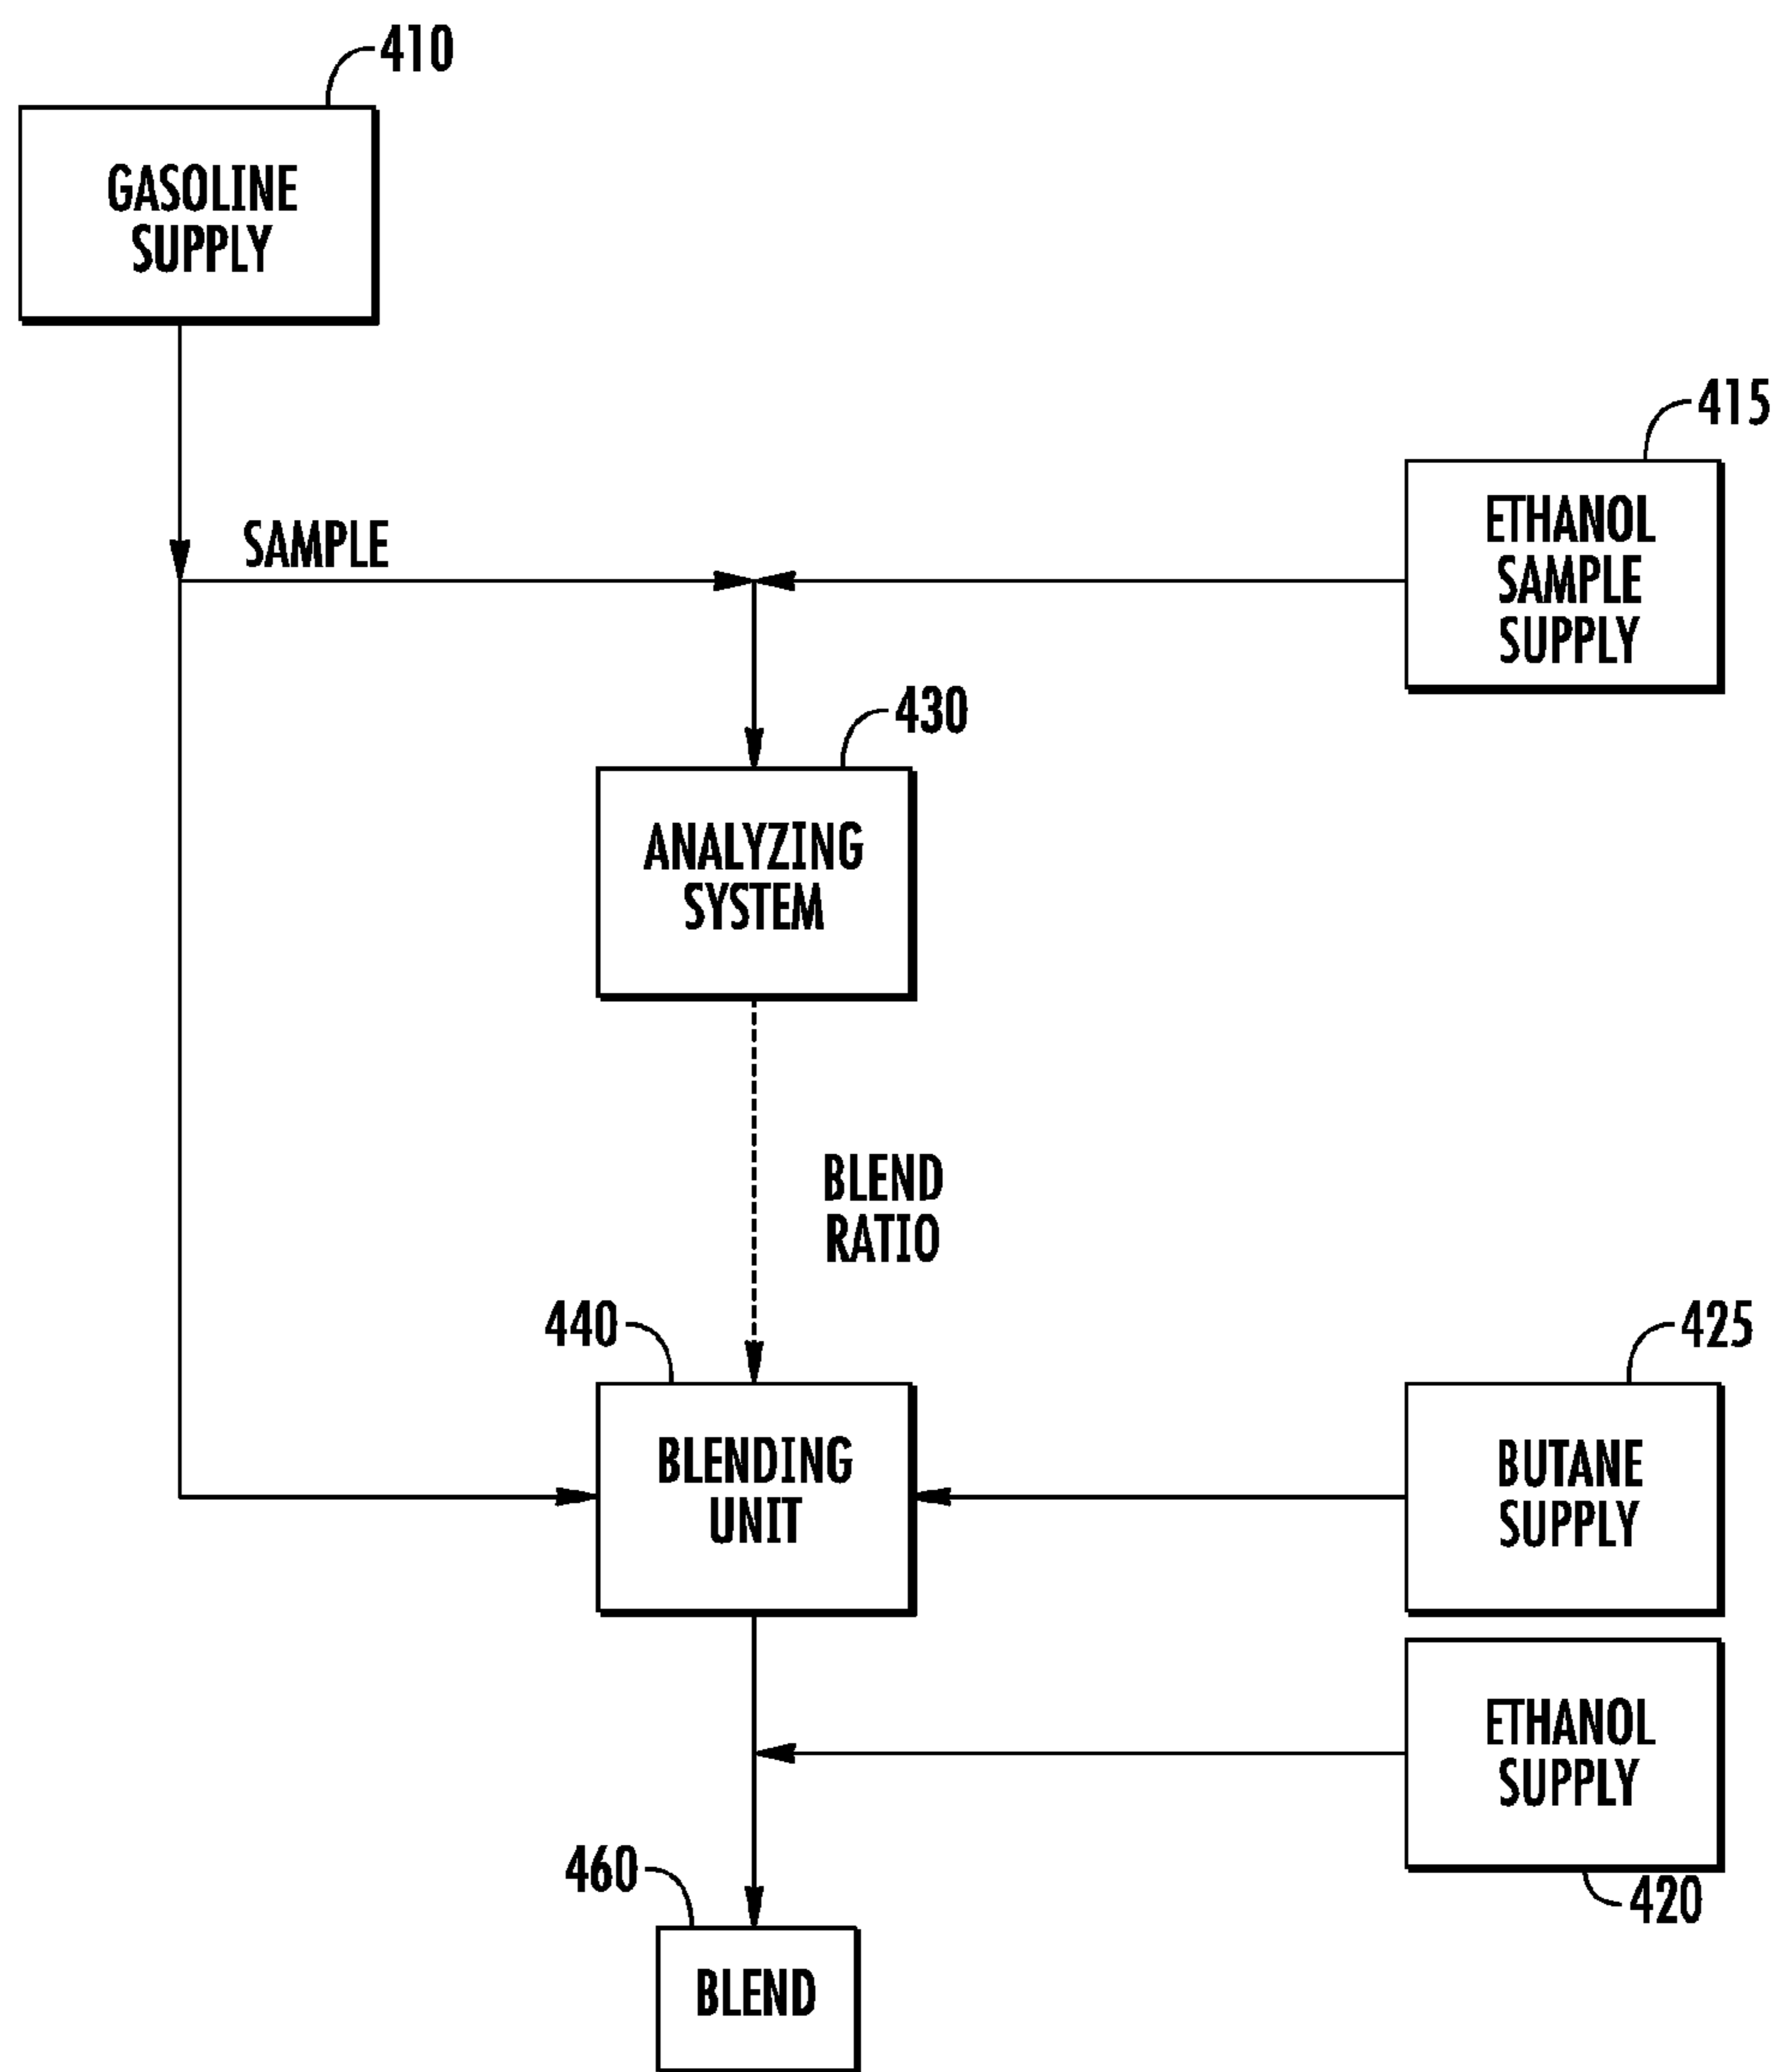 410
GASOLINE
SUPPLY
415
SAMPLE
ETHANOL
SAMPLE
SUPPLY
430
ANALYZING
SYSTEM
BLEND
RATIO
440
425
BLENDING
UNIT
BUTANE
SUPPLY
ETHANOL
SUPPLY
460
420
BLEND